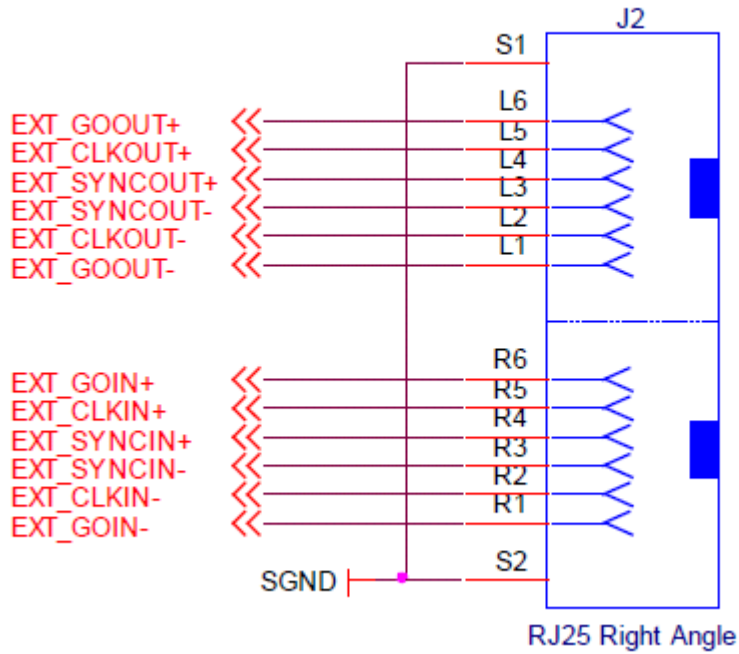 J2
S1
EXT_GOOUT+ L6
EXT_CLKOUT+ L5
EXT_SYNCOUT+ L4
EXT_SYNCOUT- L3
EXT_CLKOUT- L2
EXT_GOOUT- L1
EXT_GOIN+ R6
EXT_CLKIN+ R5
EXT_SYNCIN+ R4
EXT_SYNCIN- R3
EXT_CLKIN- R2
EXT_GOIN- R1
SGND S2
RJ25 Right Angle